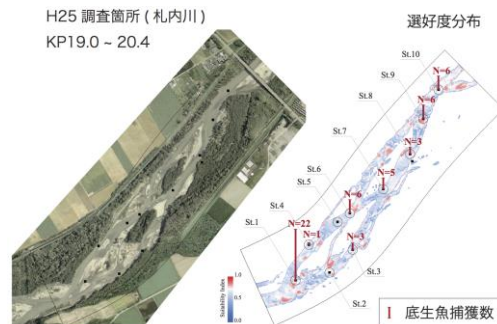 H25 調査箇所 ( 札内川 )
KP19.0 ~ 20.4
選好度分布
St.10
N=6
St.9
N=6
St.8
N=3
St.7
N=5
St.6
N=6
St.5
St.4
N=22
N=1
St.1
N=3
St.3
St.2
Suitability Index
1.0
0.5
0.0
底生魚捕獲数